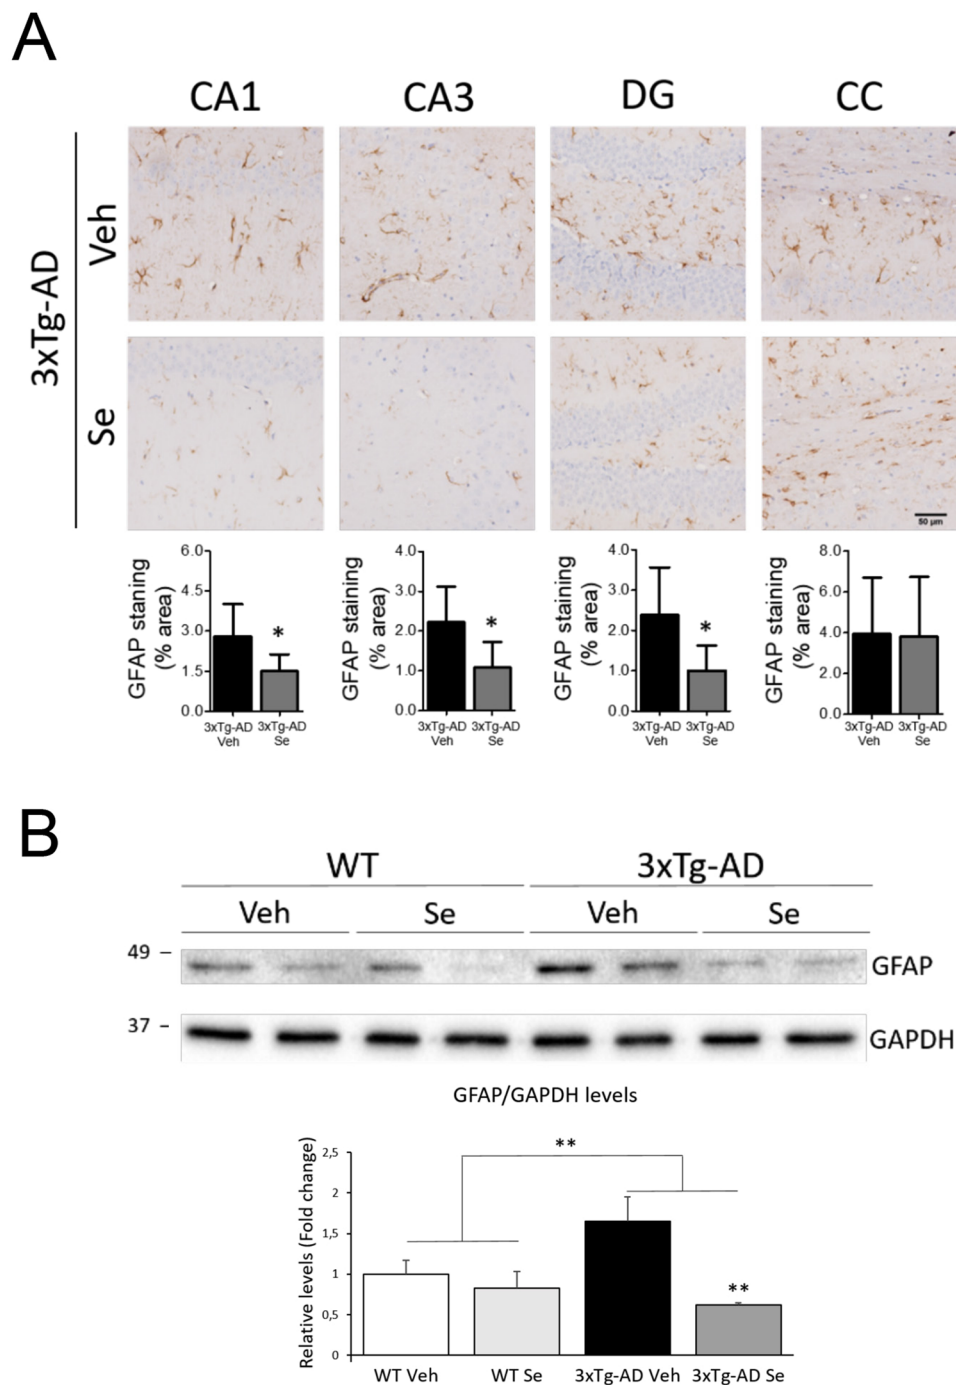 A
CA1 CA3 DG CC
3xTg-AD
Veh
Se
50 µm
GFAP staning
(% area)
6.0
4.5
3.0
1.5
0.0
*
3xTg-AD 3xTg-AD
Veh Se
GFAP staining
(% area)
4.0
3.0
2.0
1.0
0.0
*
3xTg-AD 3xTg-AD
Veh Se
GFAP staining
(% area)
4.0
3.0
2.0
1.0
0.0
*
3xTg-AD 3xTg-AD
Veh Se
GFAP staining
(% area)
8.0
6.0
4.0
2.0
0.0
3xTg-AD 3xTg-AD
Veh Se
B
WT 3xTg-AD
Veh Se Veh Se
49 –
GFAP
37 –
GAPDH
GFAP/GAPDH levels
Relative levels (Fold change)
2,5
2
1,5
1
0,5
0
**
**
WT Veh WT Se 3xTg-AD Veh 3xTg-AD Se